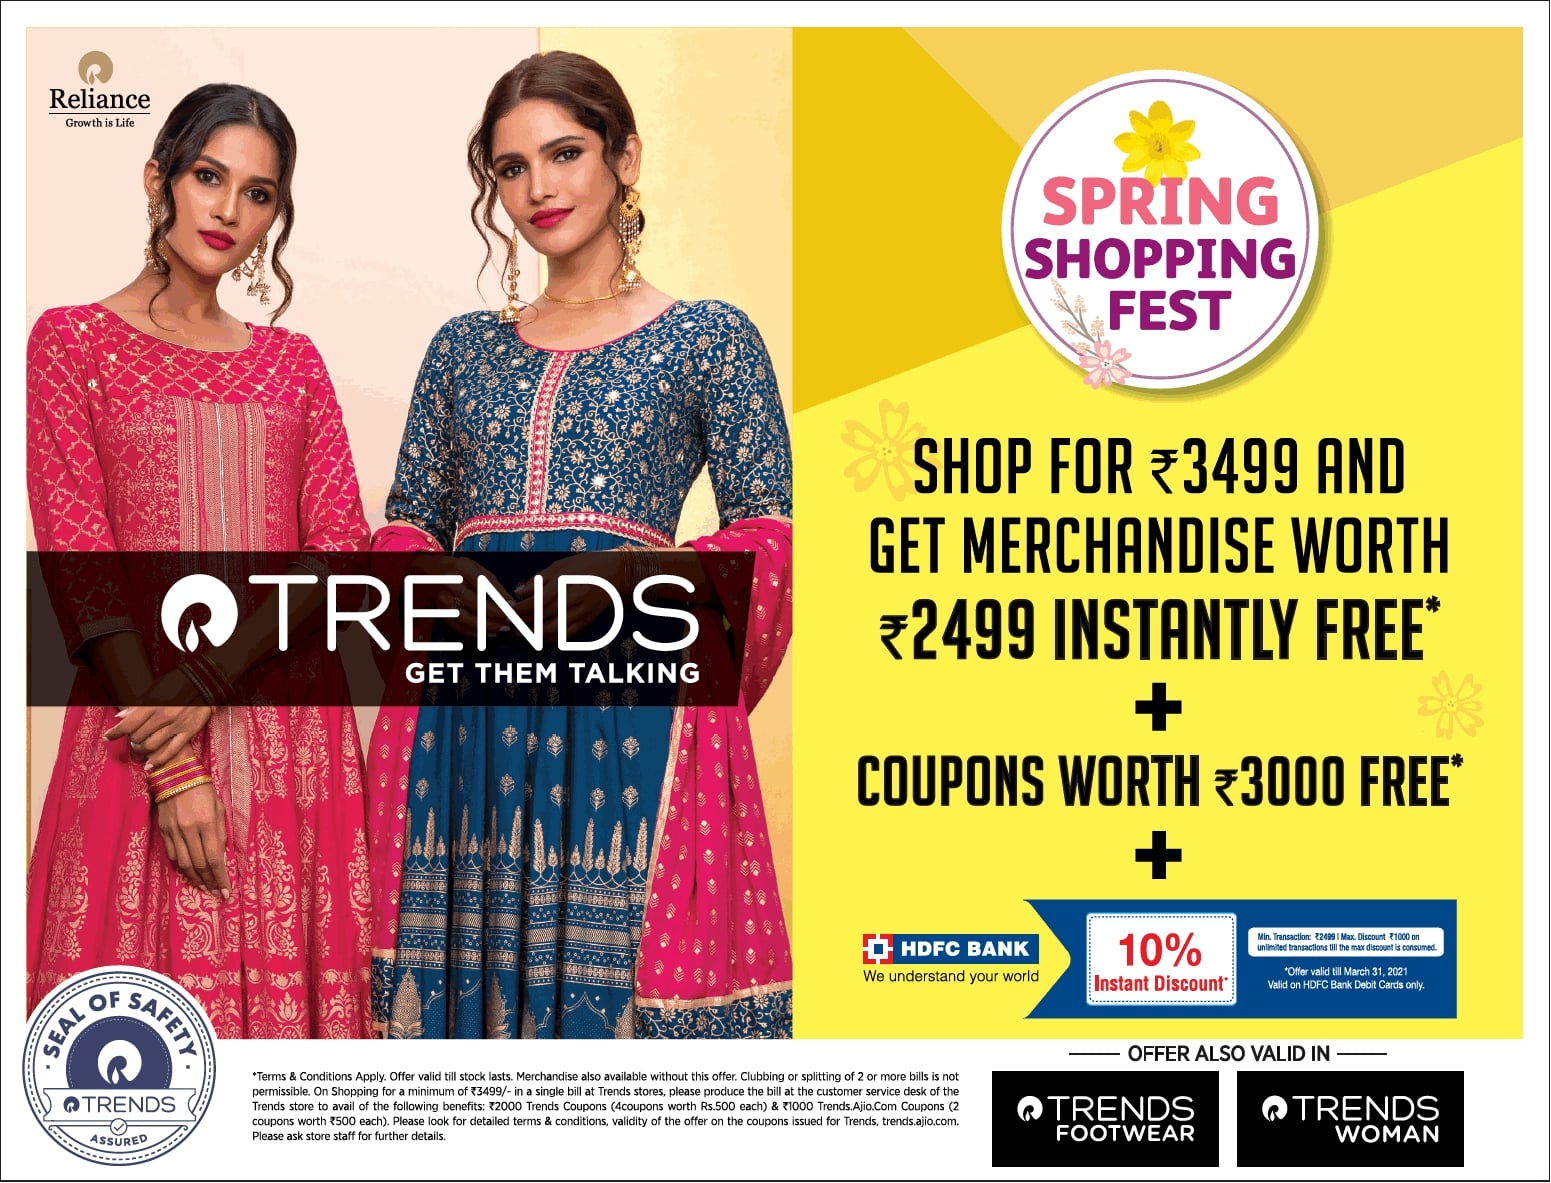 Reliance
Growth is Life
TRENDS
GET THEM TALKING
SPRING
SHOPPING
FEST
SHOP FOR ₹3499 AND
GET MERCHANDISE WORTH
₹2499 INSTANTLY FREE*
+
COUPONS WORTH ₹3000 FREE*
+
HDFC BANK
We understand your world
10%
Instant Discount*
Min. Transaction: ₹2499 | Max. Discount ₹1000 on
unlimited transactions till the max discount is consumed.
*Offer valid till March 31, 2021
Valid on HDFC Bank Debit Cards only.
SEAL OF SAFETY
TRENDS
ASSURED
*Terms & Conditions Apply. Offer valid till stock lasts. Merchandise also available without this offer. Clubbing or splitting of 2 or more bills is not
permissible. On Shopping for a minimum of ₹3499/- in a single bill at Trends stores, please produce the bill at the customer service desk of the
Trends store to avail of the following benefits: ₹2000 Trends Coupons (4coupons worth Rs.500 each) & ₹1000 Trends.Ajio.Com Coupons (2
coupons worth ₹500 each). Please look for detailed terms & conditions, validity of the offer on the coupons issued for Trends, trends.ajio.com.
Please ask store staff for further details.
OFFER ALSO VALID IN
TRENDS
FOOTWEAR
TRENDS
WOMAN